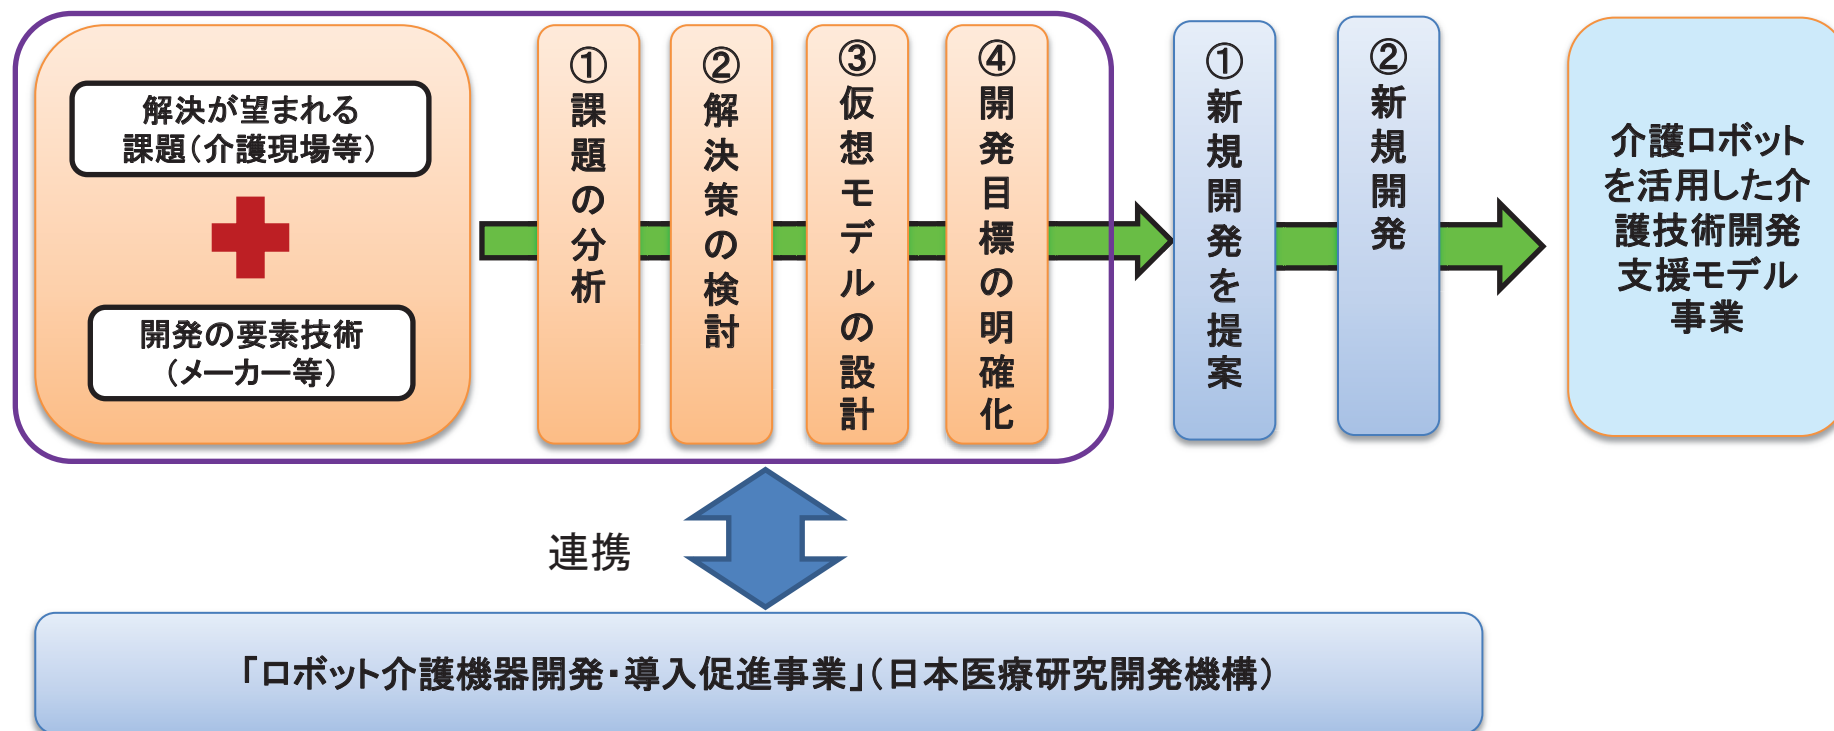 解決が望まれる
課題（介護現場等）
開発の要素技術
（メーカー等）
①課題の分析
②解決策の検討
③仮想モデルの設計
④開発目標の明確化
①新規開発を提案
②新規開発
介護ロボット
を活用した介
護技術開発
支援モデル
事業
連携
「ロボット介護機器開発・導入促進事業」（日本医療研究開発機構）